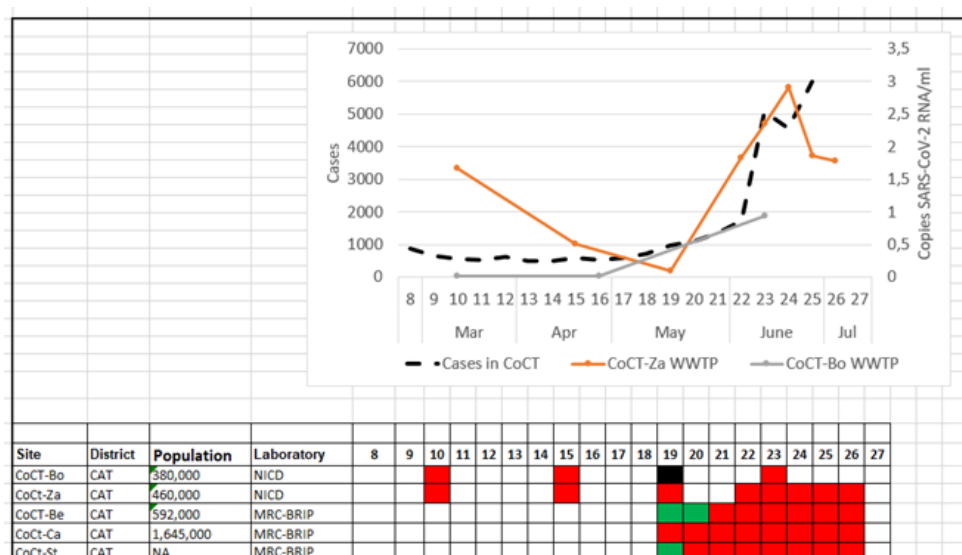 7000 3,5
6000 3
5000 2,5
4000 2
3000 1,5
2000 1
1000 0,5
0 0
Cases
Copies SARS-CoV-2 RNA/ml
8 9 10 11 12 13 14 15 16 17 18 19 20 21 22 23 24 25 26 27
Mar Apr May June Jul
Cases in CoCT CoCT-Za WWTP CoCT-Bo WWTP
Site District Population Laboratory 8 9 10 11 12 13 14 15 16 17 18 19 20 21 22 23 24 25 26 27
CoCT-Bo CAT 380,000 NICD
CoCt-Za CAT 460,000 NICD
CoCT-Be CAT 592,000 MRC-BRIP
CoCt-Ca CAT 1,645,000 MRC-BRIP
CoCt-St CAT NA MRC-BRIP